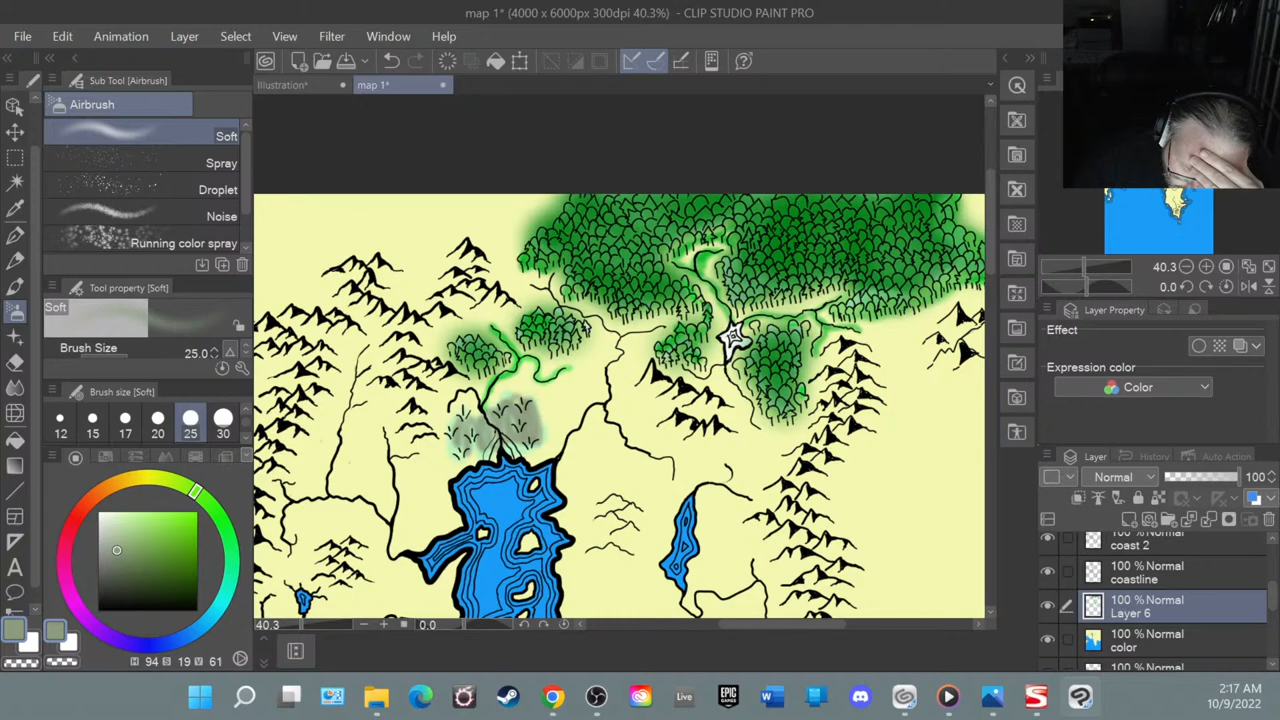 map 1* (4000 x 6000px 300dpi 40.3%) - CLIP STUDIO PAINT PRO
File Edit Animation Layer Select View Filter Window Help
Sub Tool [Airbrush]
Illustration* map 1*
Airbrush
Soft
Spray
Droplet
Noise
Running color spray
Tool property [Soft]
Soft
Brush Size 25.0
Brush size [Soft]
12 15 17 20 25 30
H 94 S 19 V 61
40.3 0.0
40.3
0.0
Layer Property
Effect
Expression color
Color
Layer History Auto Action
Normal 100
100 % Normal
coast 2
100 % Normal
coastline
100 % Normal
Layer 6
100 % Normal
color
100 % Normal
Live
EPIC
GAMES
2:17 AM
10/9/2022